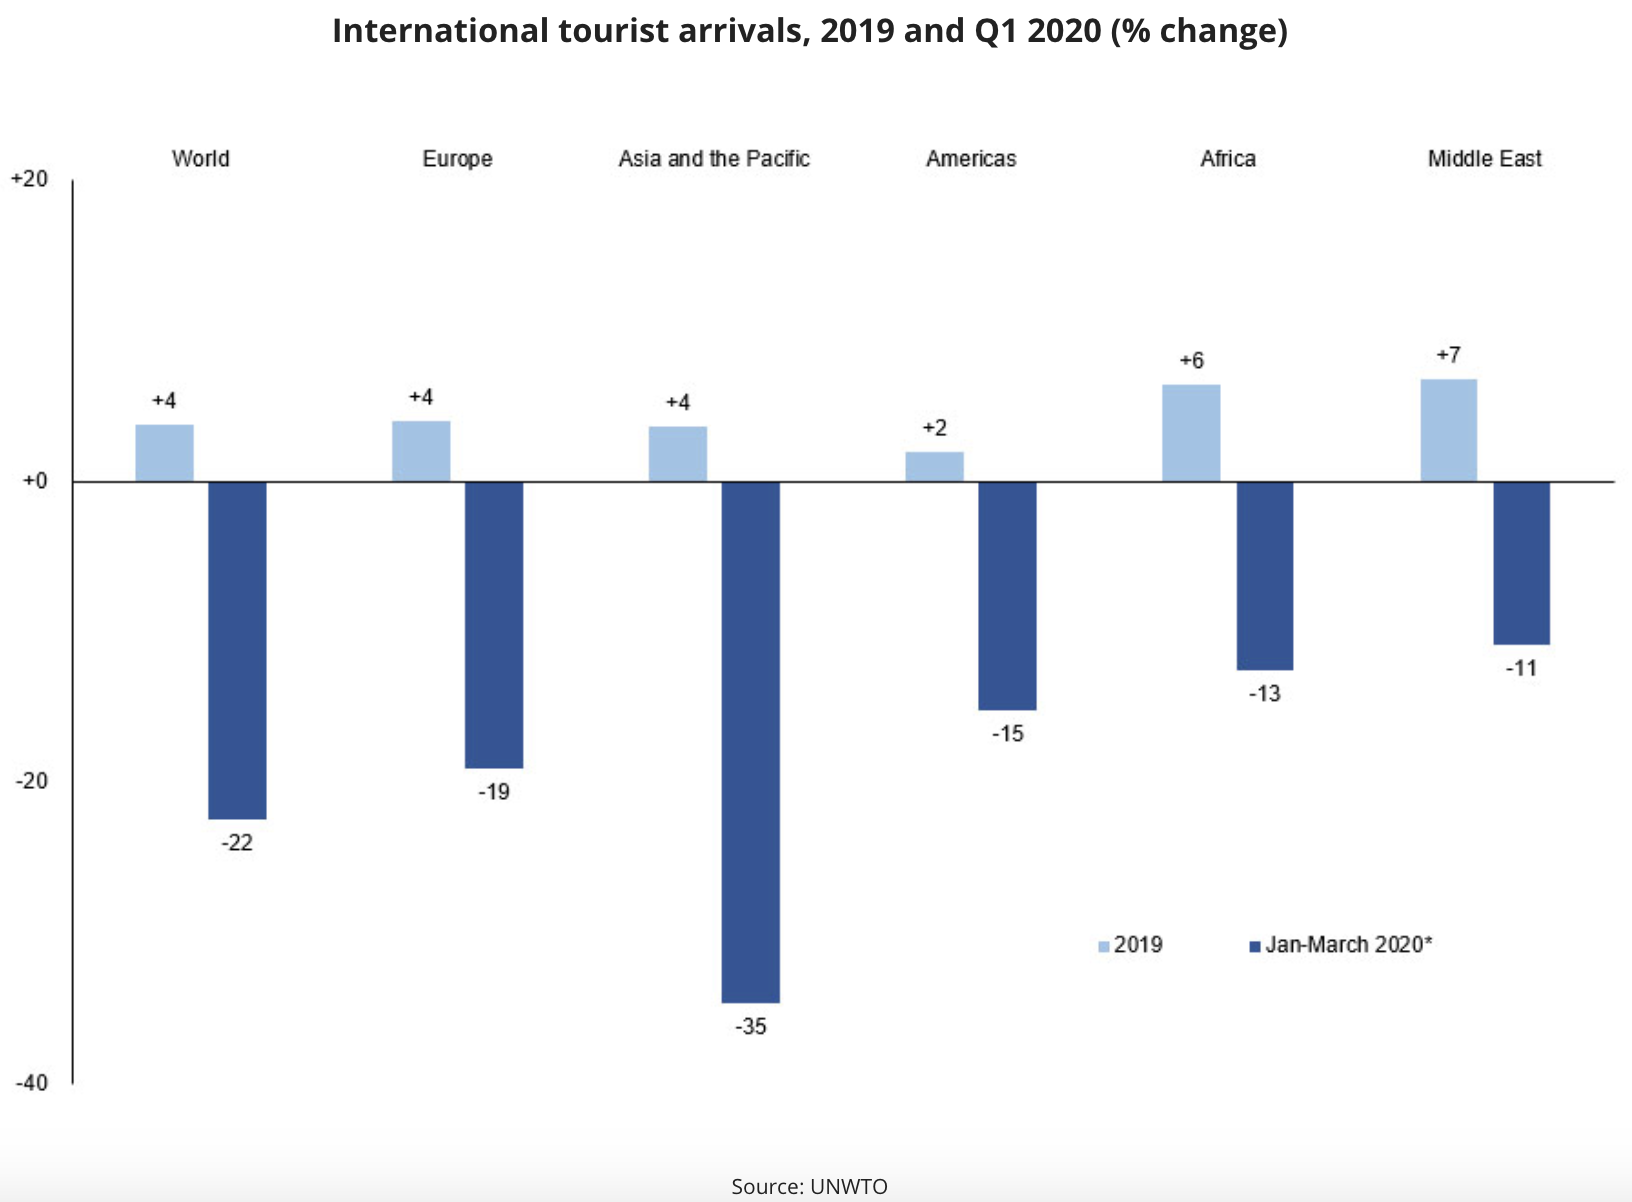 International tourist arrivals, 2019 and Q1 2020 (% change)
World Europe Asia and the Pacific Americas Africa Middle East
+20
+7
+6
+4 +4 +4
+2
+0
-11
-13
-15
-20
-19
-22
2019 Jan-March 2020*
-35
-40
Source: UNWTO